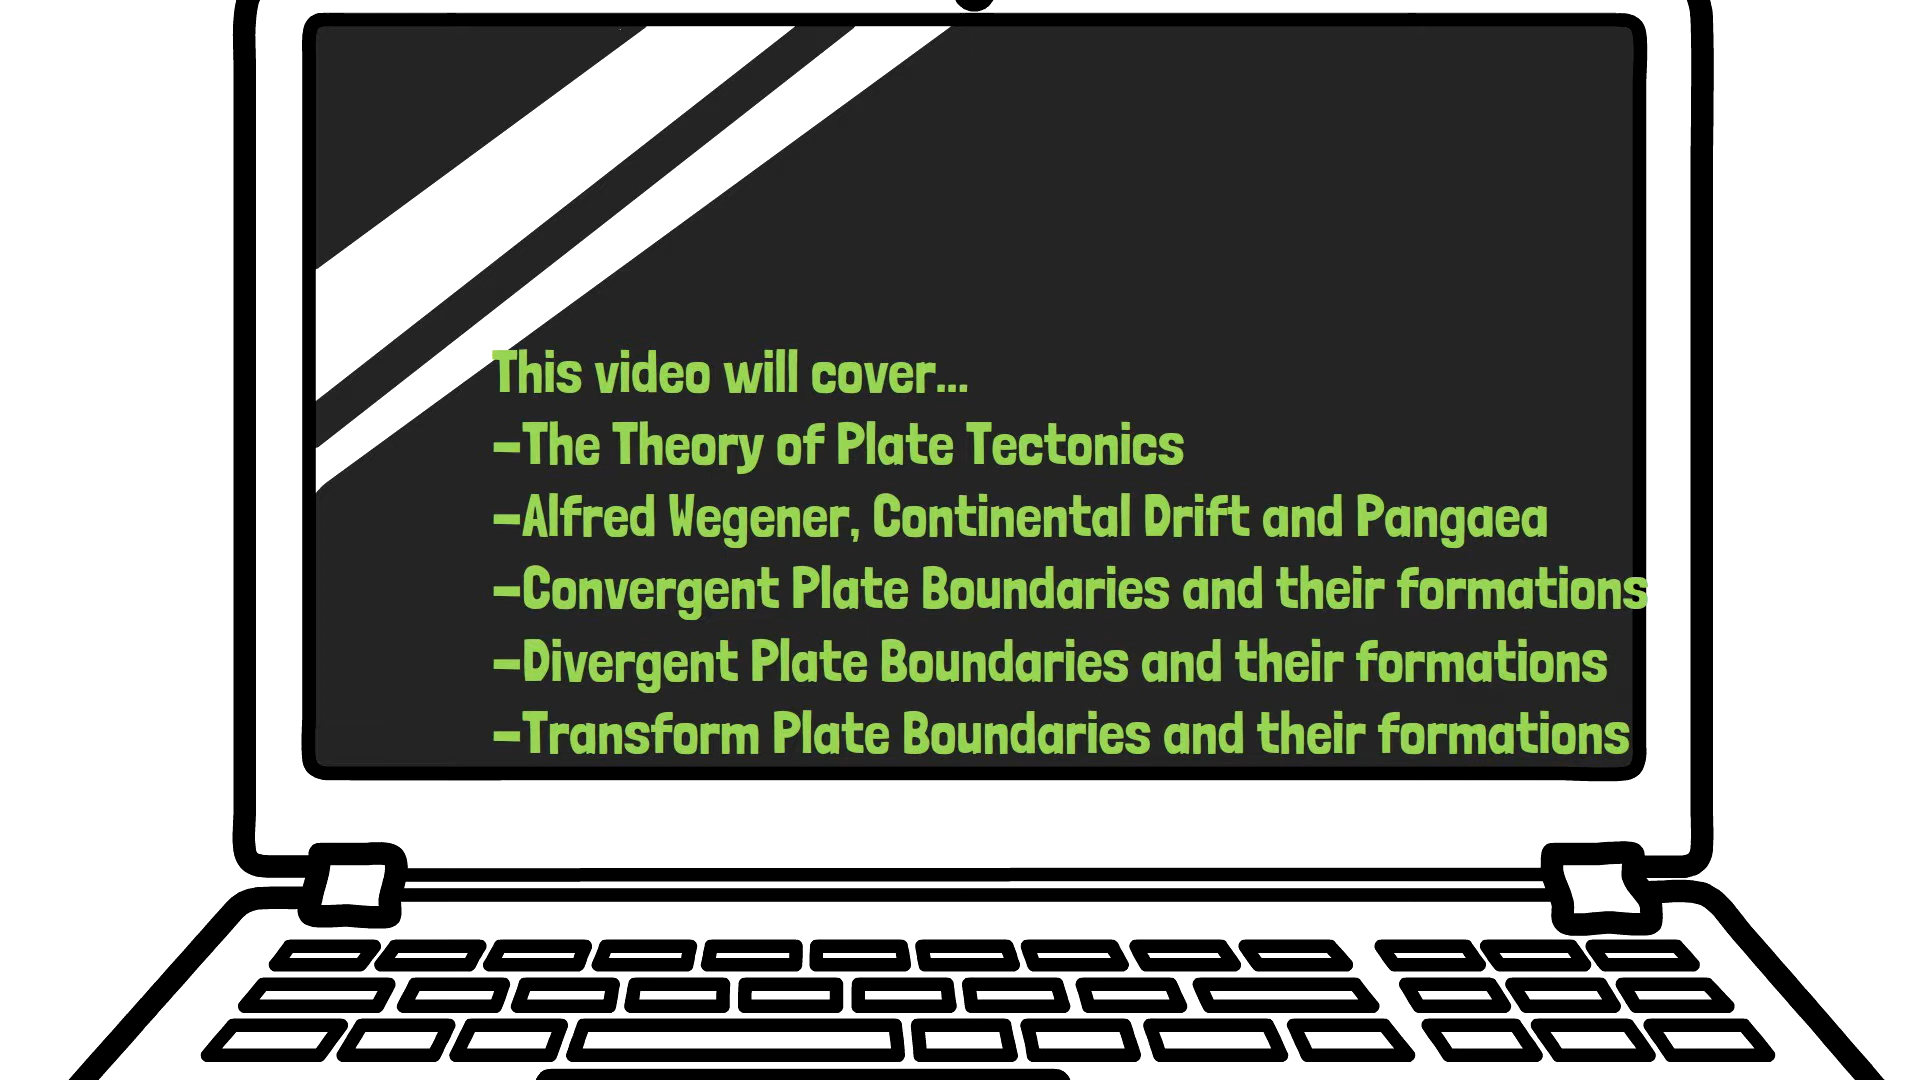 This video will cover...
-The Theory of Plate Tectonics
-Alfred Wegener, Continental Drift and Pangaea
-Convergent Plate Boundaries and their formations
-Divergent Plate Boundaries and their formations
-Transform Plate Boundaries and their formations